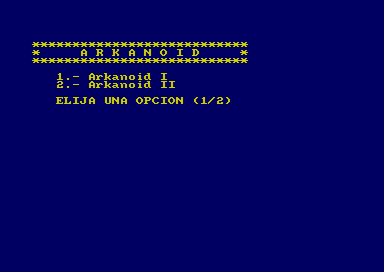 ***************************
*     A R K A N O I D     *
***************************
1.- Arkanoid I
2.- Arkanoid II
ELIJA UNA OPCION (1/2)